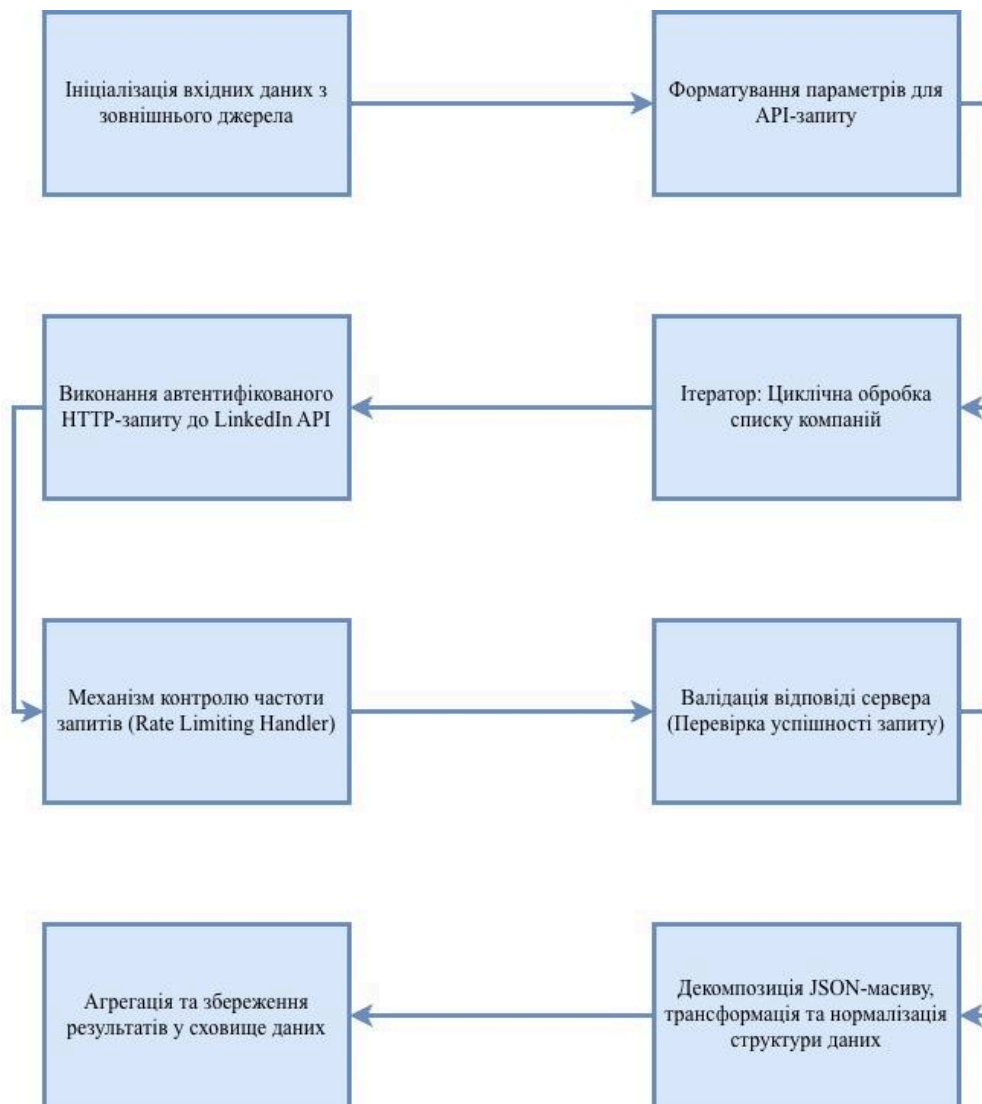 Ініціалізація вхідних даних з
зовнішнього джерела
Форматування параметрів для
API-запиту
Виконання автентифікованого
HTTP-запиту до LinkedIn API
Ітератор: Циклічна обробка
списку компаній
Механізм контролю частоти
запитів (Rate Limiting Handler)
Валідація відповіді сервера
(Перевірка успішності запиту)
Агрегація та збереження
результатів у сховище даних
Декомпозиція JSON-масиву,
трансформація та нормалізація
структури даних